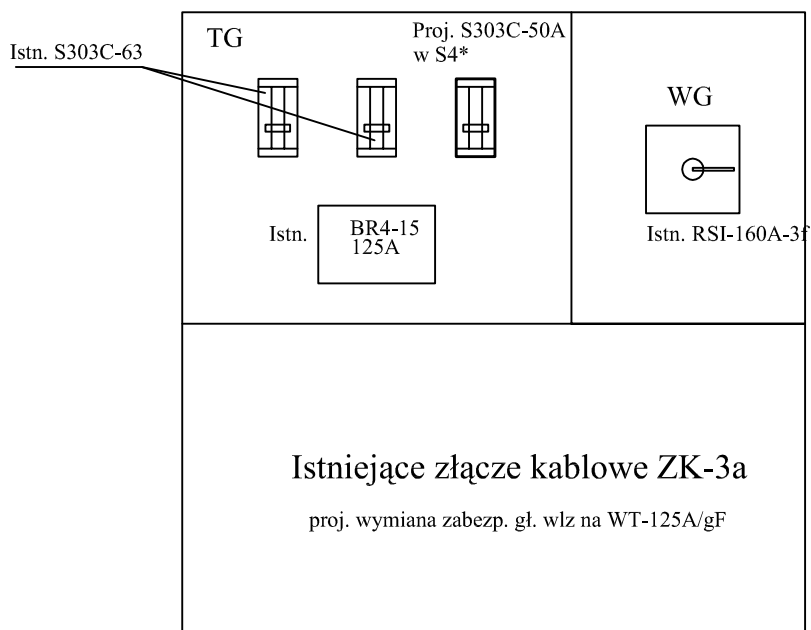 TG
Proj. S303C-50A
w S4*
Istn. S303C-63
WG
Istn.
BR4-15
125A
Istn. RSI-160A-3f
Istniejące złącze kablowe ZK-3a
proj. wymiana zabezp. gł. wlz na WT-125A/gF